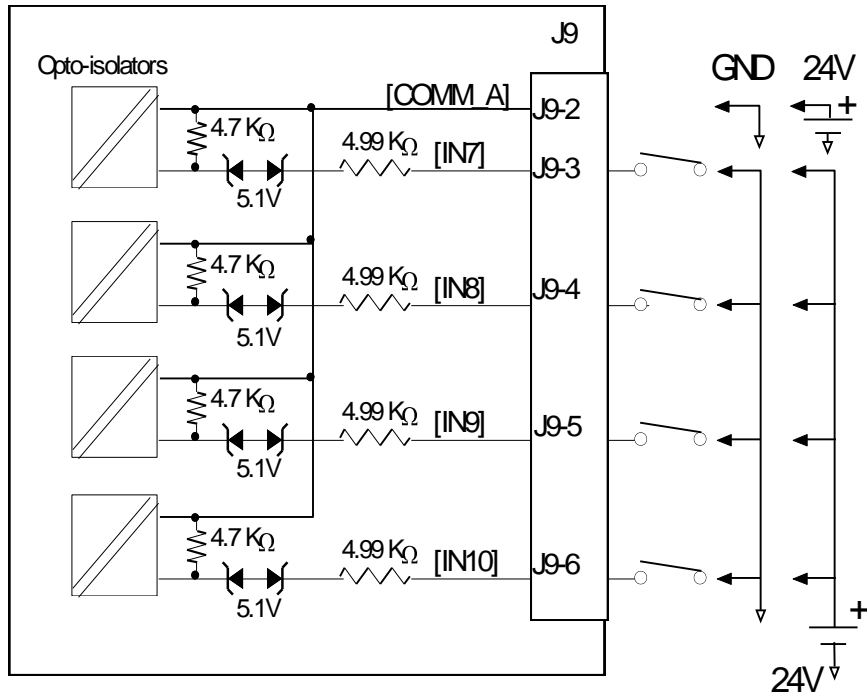 J9
Opto-isolators
GND 24V
[COMM_A] J9-2 +
4.7 KΩ
4.99 KΩ [IN7] J9-3
5.1V
4.7 KΩ
4.99 KΩ [IN8] J9-4
5.1V
4.7 KΩ
4.99 KΩ [IN9] J9-5
5.1V
4.7 KΩ
4.99 KΩ [IN10] J9-6
5.1V
+
24V